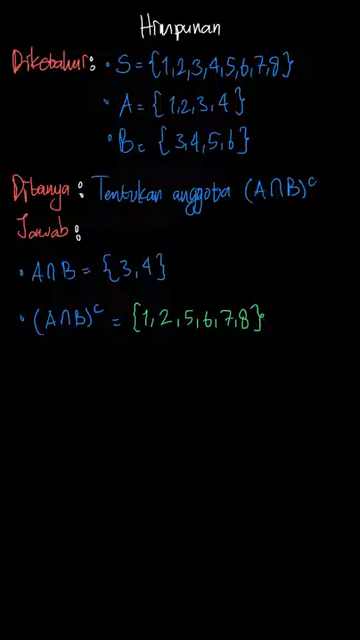 Himpunan
Diketahui : • S = {1,2,3,4,5,6,7,8}
• A = {1,2,3,4}
• B = {3,4,5,6}
Ditanya : Tentukan anggota (A∩B)ᶜ
Jawab :
• A∩B = {3,4}
• (A∩B)ᶜ = {1,2,5,6,7,8}